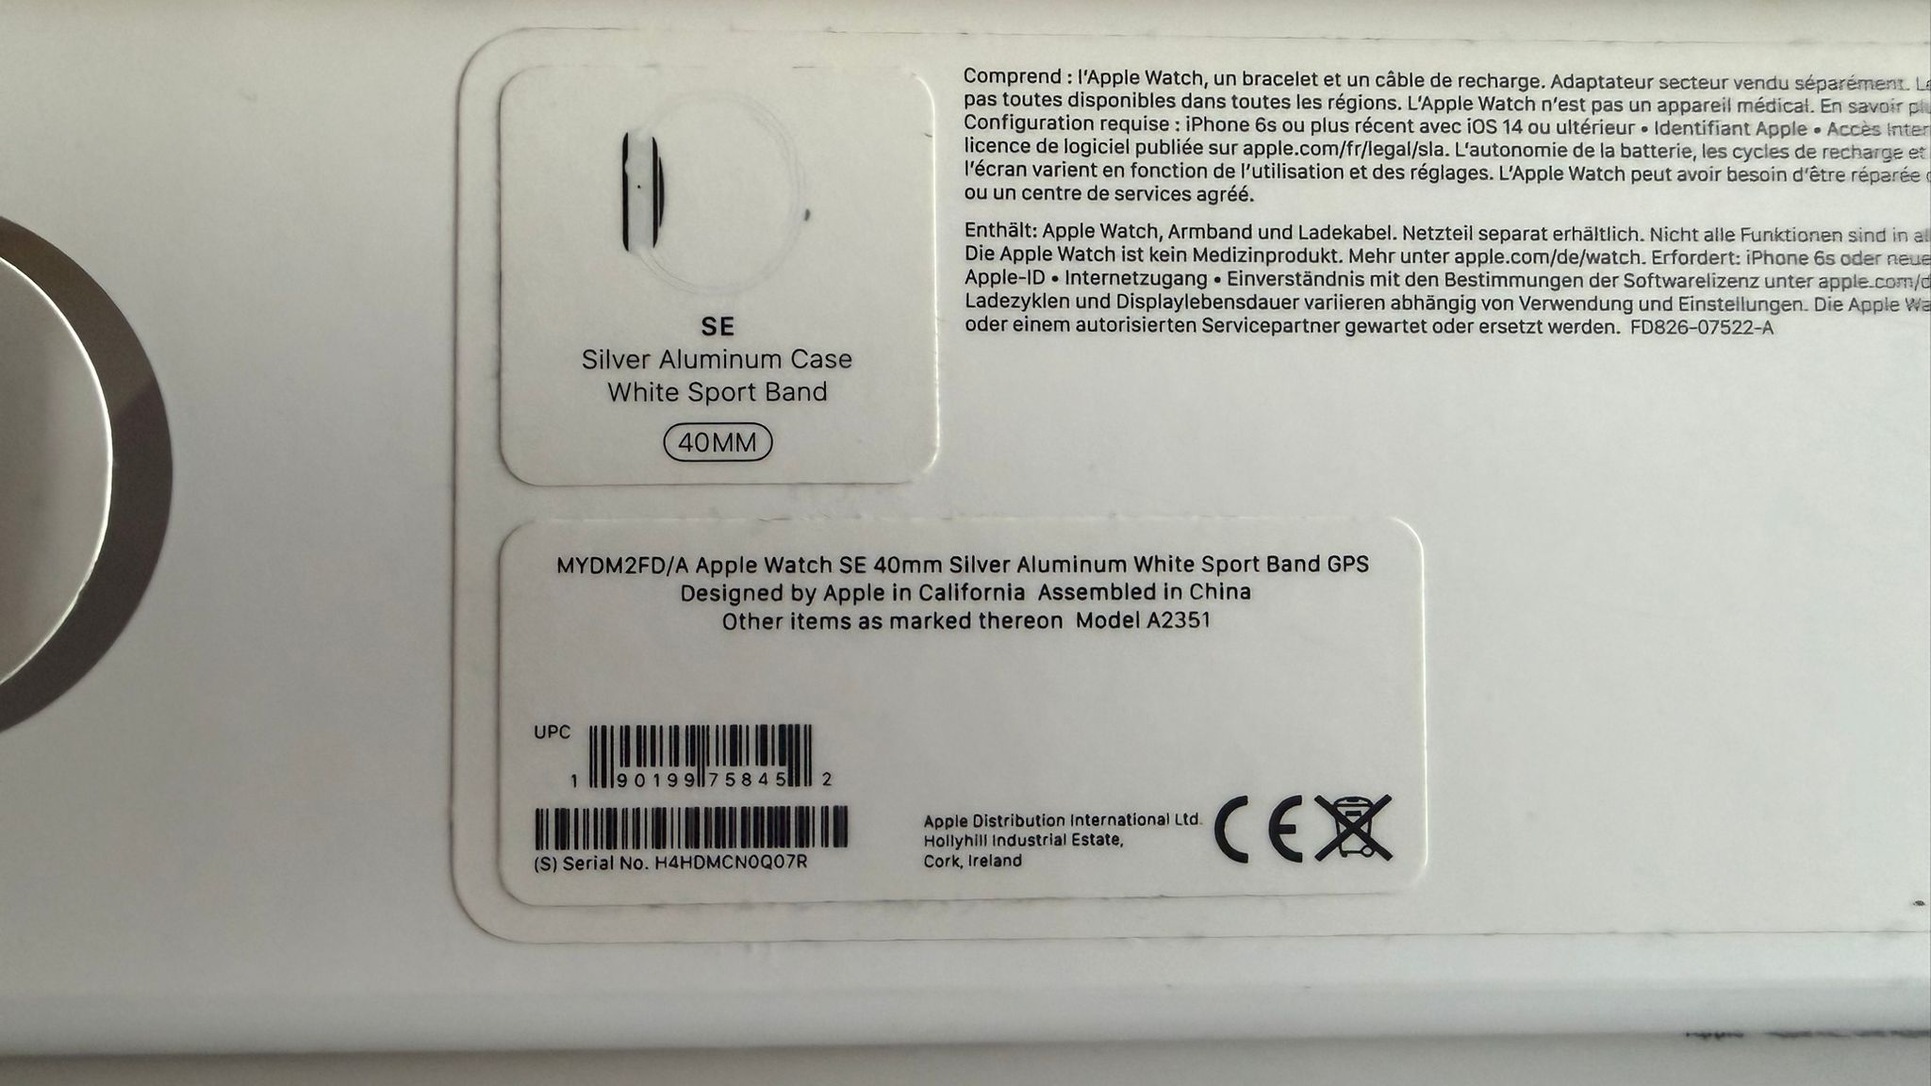 SE
Silver Aluminum Case
White Sport Band
40MM
Comprend : l'Apple Watch, un bracelet et un câble de recharge. Adaptateur secteur vendu séparément.
pas toutes disponibles dans toutes les régions. L'Apple Watch n'est pas un appareil médical. En savoir
Configuration requise : iPhone 6s ou plus récent avec iOS 14 ou ultérieur • Identifiant Apple • Accès
licence de logiciel publiée sur apple.com/fr/legal/sla. L'autonomie de la batterie, les cycles de recharge et
l'écran varient en fonction de l'utilisation et des réglages. L'Apple Watch peut avoir besoin d'être réparée
ou un centre de services agréé.
Enthält: Apple Watch, Armband und Ladekabel. Netzteil separat erhältlich. Nicht alle Funktionen sind in
Die Apple Watch ist kein Medizinprodukt. Mehr unter apple.com/de/watch. Erfordert: iPhone 6s oder
Apple-ID • Internetzugang • Einverständnis mit den Bestimmungen der Softwarelizenz unter
Ladezyklen und Displaylebensdauer variieren abhängig von Verwendung und Einstellungen. Die Apple
oder einem autorisierten Servicepartner gewartet oder ersetzt werden. FD826-07522-A
MYDM2FD/A Apple Watch SE 40mm Silver Aluminum White Sport Band GPS
Designed by Apple in California Assembled in China
Other items as marked thereon Model A2351
UPC
1 90199 75845 2
(S) Serial No. H4HDMCN0Q07R
Apple Distribution International Ltd.
Hollyhill Industrial Estate,
Cork, Ireland
CE